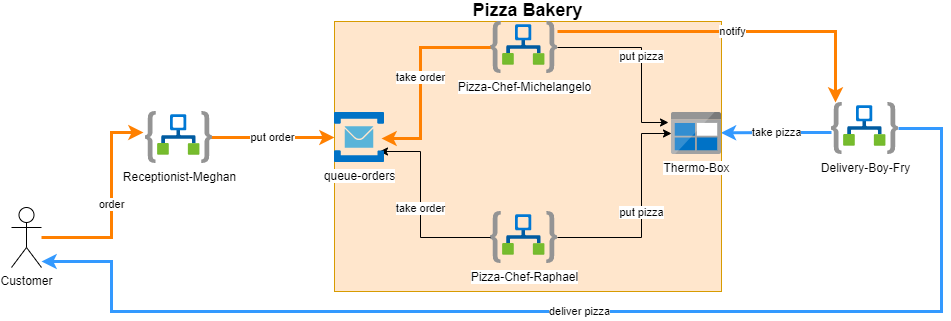 Pizza Bakery
notify
put pizza
take order
Pizza-Chef-Michelangelo
put order
take pizza
queue-orders
Thermo-Box
Delivery-Boy-Fry
Receptionist-Meghan
order
take order
put pizza
Customer
Pizza-Chef-Raphael
deliver pizza